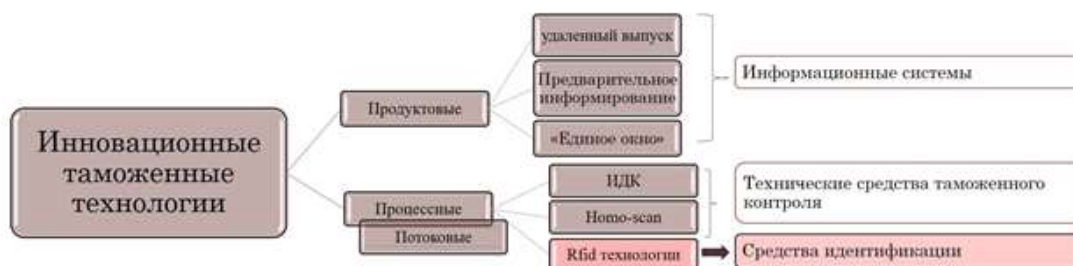 Инновационные
таможенные
технологии
Продуктовые
удаленный выпуск
Предварительное
информирование
«Единое окно»
Информационные системы
Процессные
Потоковые
ИДК
Homo-scan
Rfid технологии
Технические средства таможенного
контроля
Средства идентификации